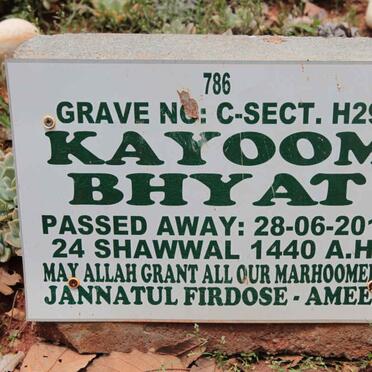 786
GRAVE NO: C-SECT. H29
KAYOOM
BHYAT
PASSED AWAY: 28-06-201
24 SHAWWAL 1440 A.H
MAY ALLAH GRANT ALL OUR
JANNATUL FIRDOSE - AMEE